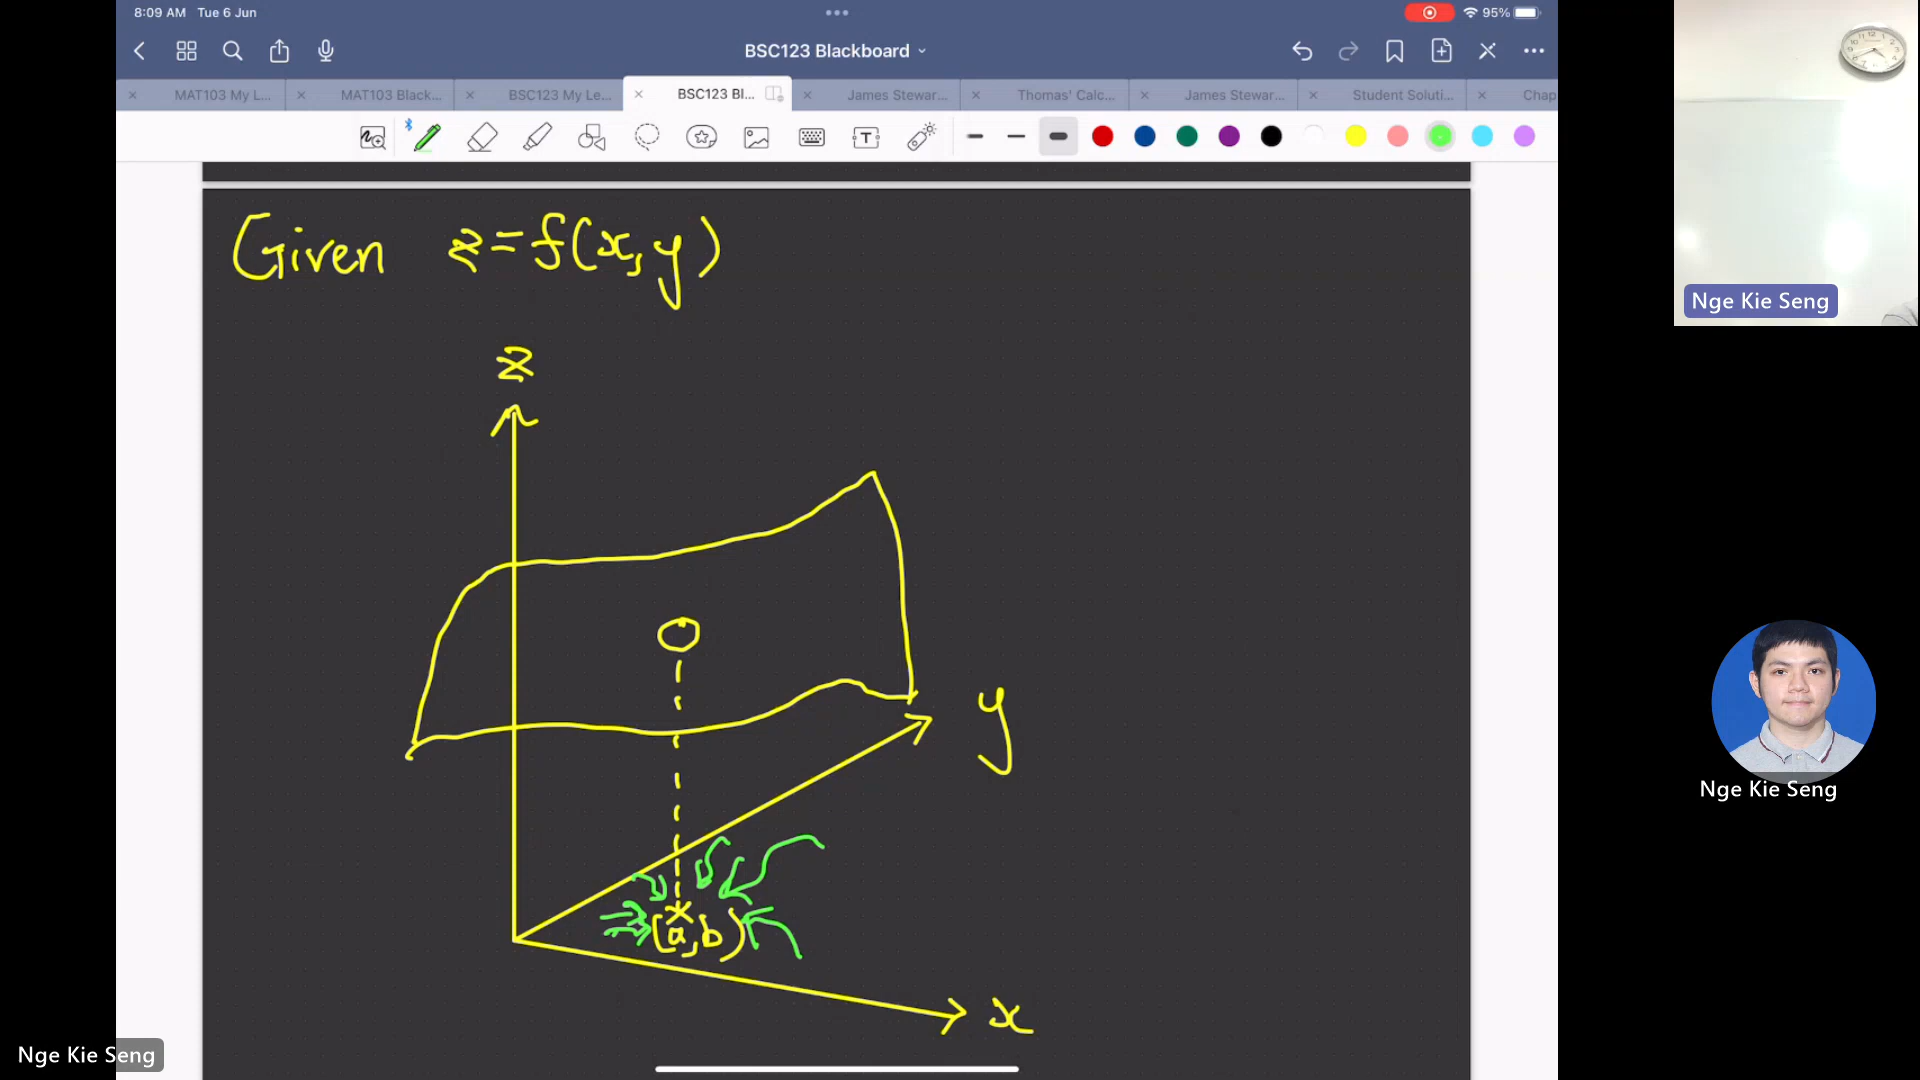 8:09 AM Tue 6 Jun
95%
BSC123 Blackboard
MAT103 My L...
MAT103 Black...
BSC123 My Le...
BSC123 Bl...
James Stewar...
Thomas' Calc...
James Stewar...
Student Soluti...
Chap
T
Given z=f(x,y)
z
y
(a,b)
x
Nge Kie Seng
Nge Kie Seng
Nge Kie Seng